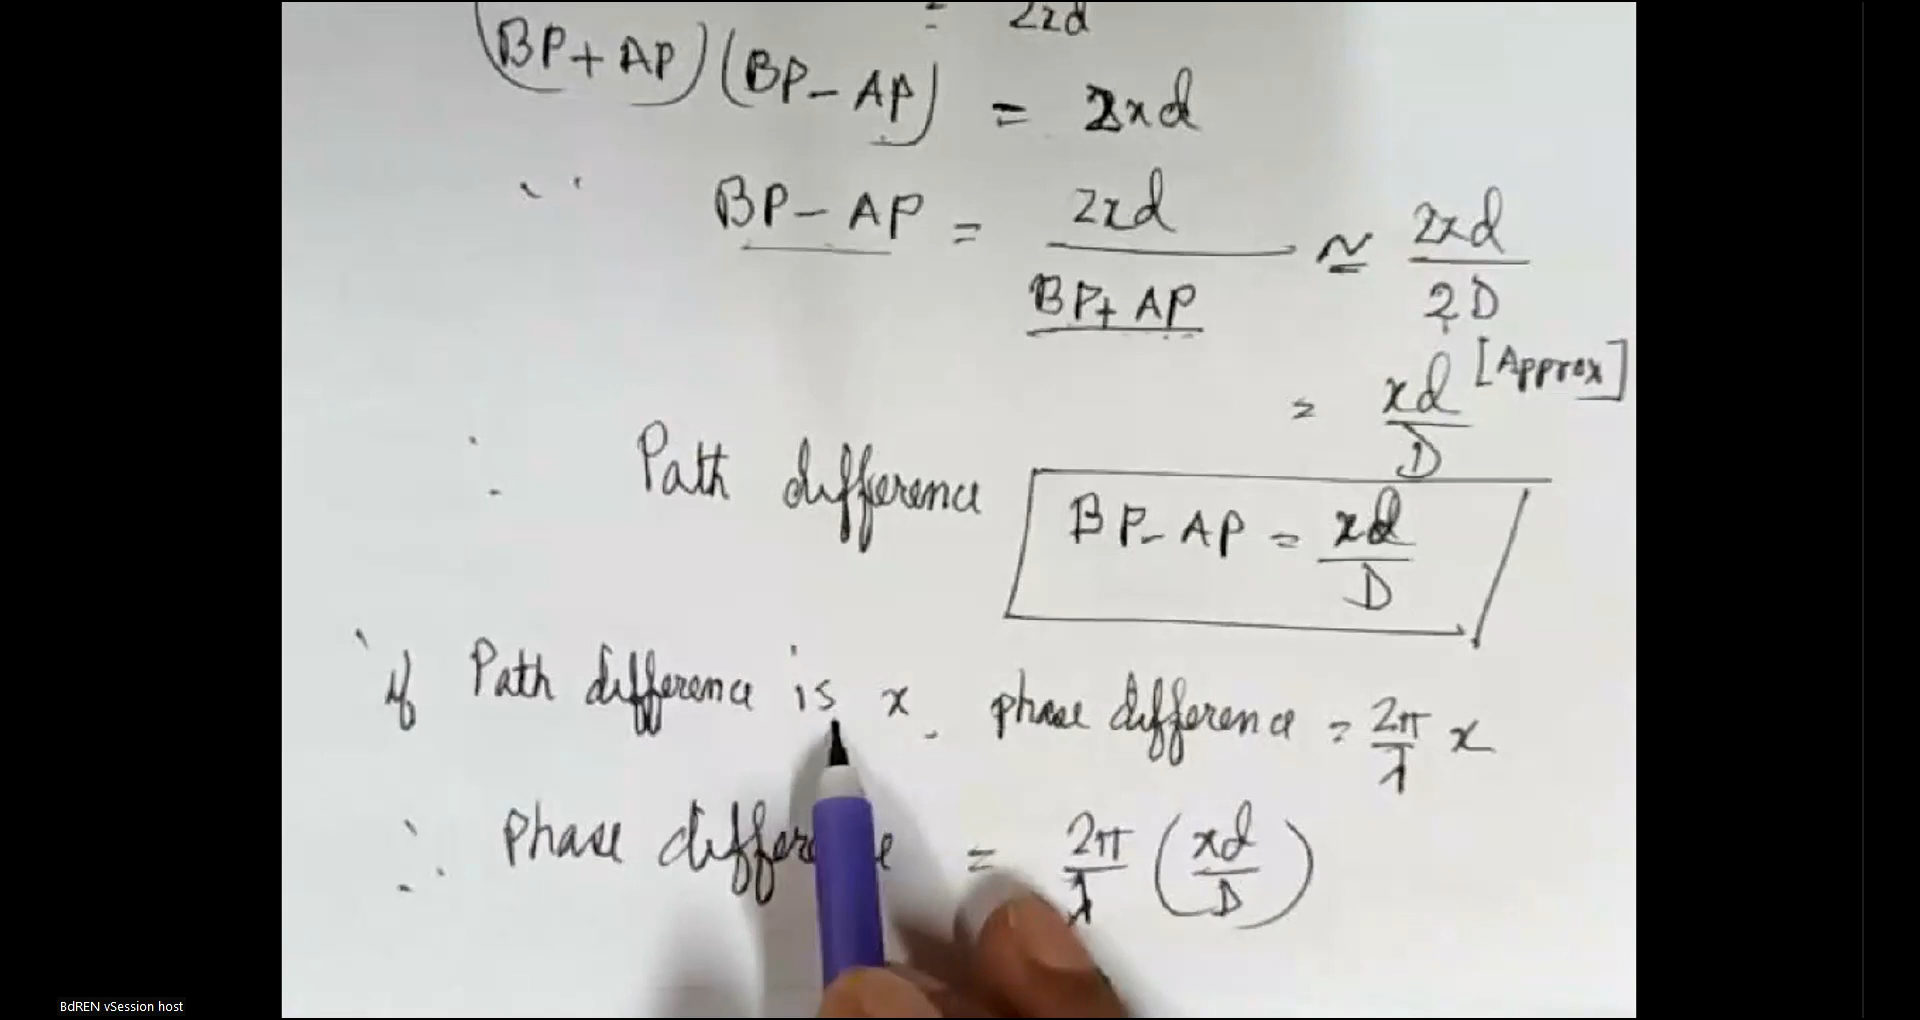 = 2xd
(BP + AP) (BP - AP) = 2xd
∵ BP - AP = 2xd / BP + AP ≃ 2xd / 2D
= xd / D [Approx]
∴ Path difference BP - AP = xd / D
if Path difference is x. phase difference = 2π/λ x
∴ phase difference = 2π/λ (xd/D)
BdREN vSession host